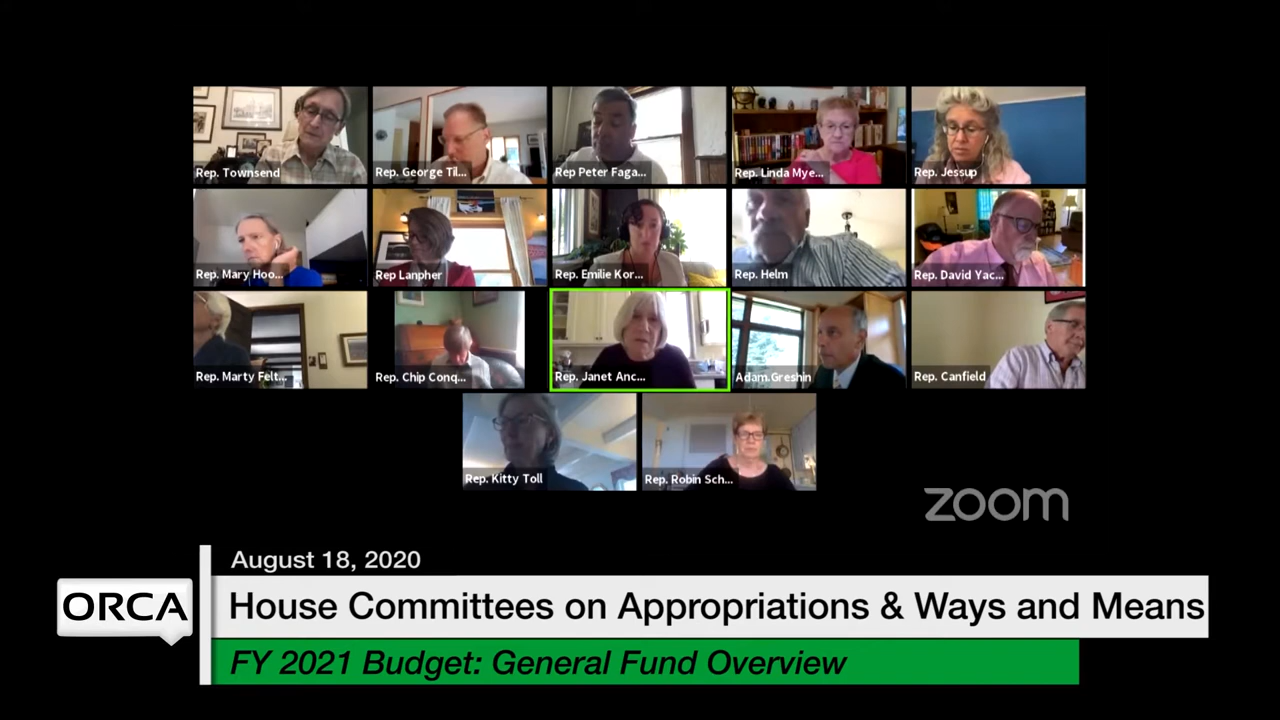 Rep. Townsend
Rep. George Til...
Rep Peter Faga...
Rep. Linda Mye...
Rep. Jessup
Rep. Mary Hoo...
Rep Lanpher
Rep. Emilie Kor...
Rep. Helm
Rep. David Yac...
Rep. Marty Felt...
Rep. Chip Conq...
Rep. Janet Anc...
Adam.Greshin
Rep. Canfield
Rep. Kitty Toll
Rep. Robin Sch...
zoom
August 18, 2020
ORCA
House Committees on Appropriations & Ways and Means
FY 2021 Budget: General Fund Overview